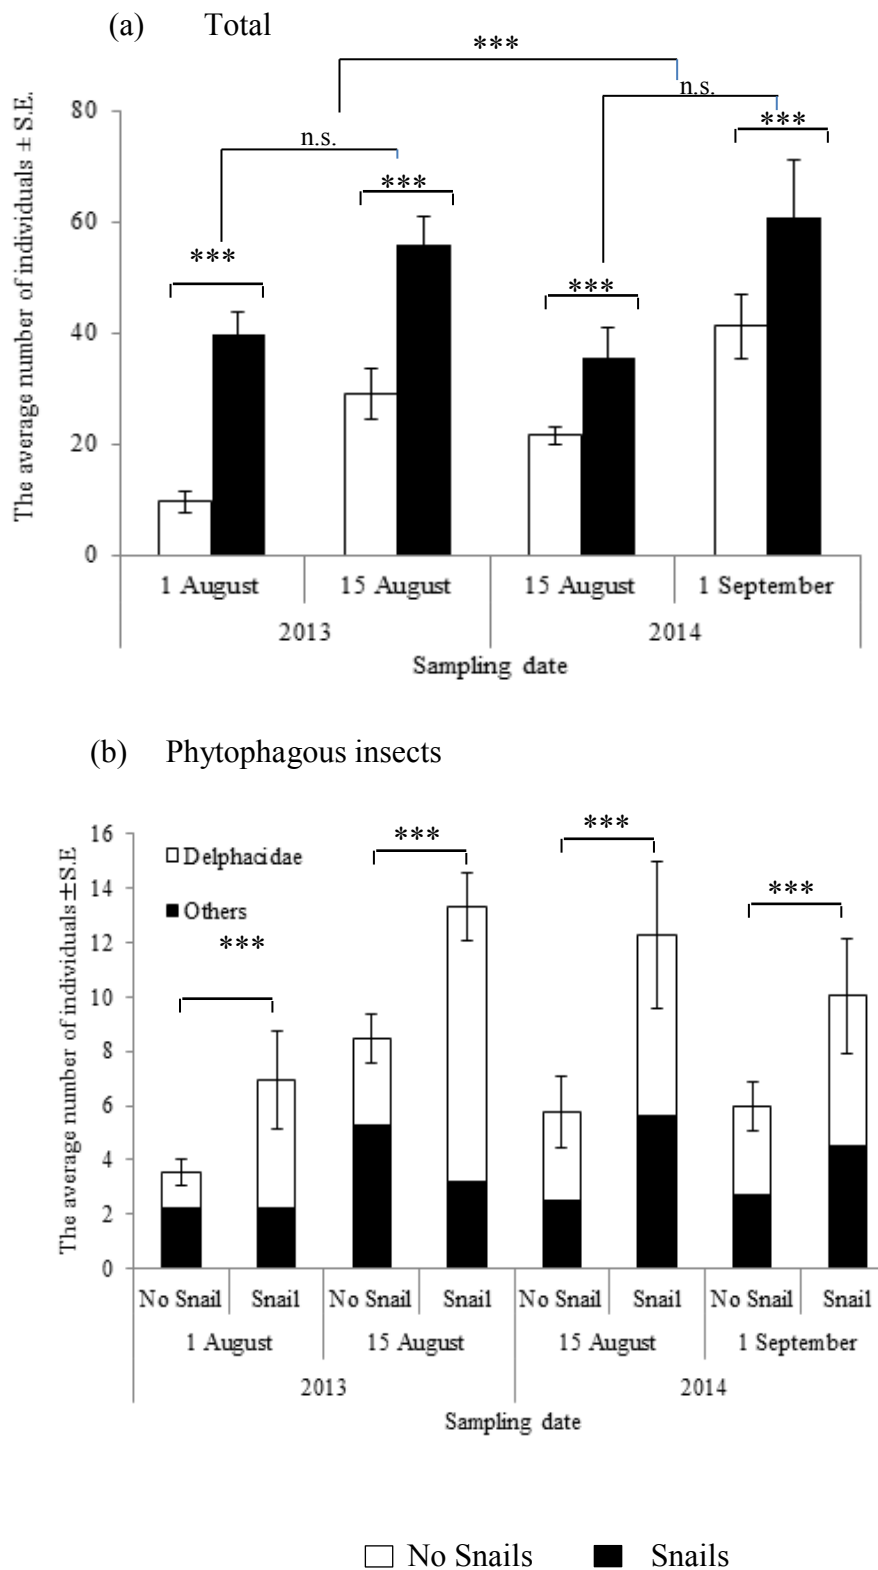 (a) Total
***
n.s.
n.s.
***
***
***
***
The average number of individuals ± S.E.
80
60
40
20
0
1 August 15 August 15 August 1 September
2013 2014
Sampling date
(b) Phytophagous insects
***
***
***
***
Delphacidae
Others
The average number of individuals ±S.E
16
14
12
10
8
6
4
2
0
No Snail Snail No Snail Snail No Snail Snail No Snail Snail
1 August 15 August 15 August 1 September
2013 2014
Sampling date
No Snails Snails